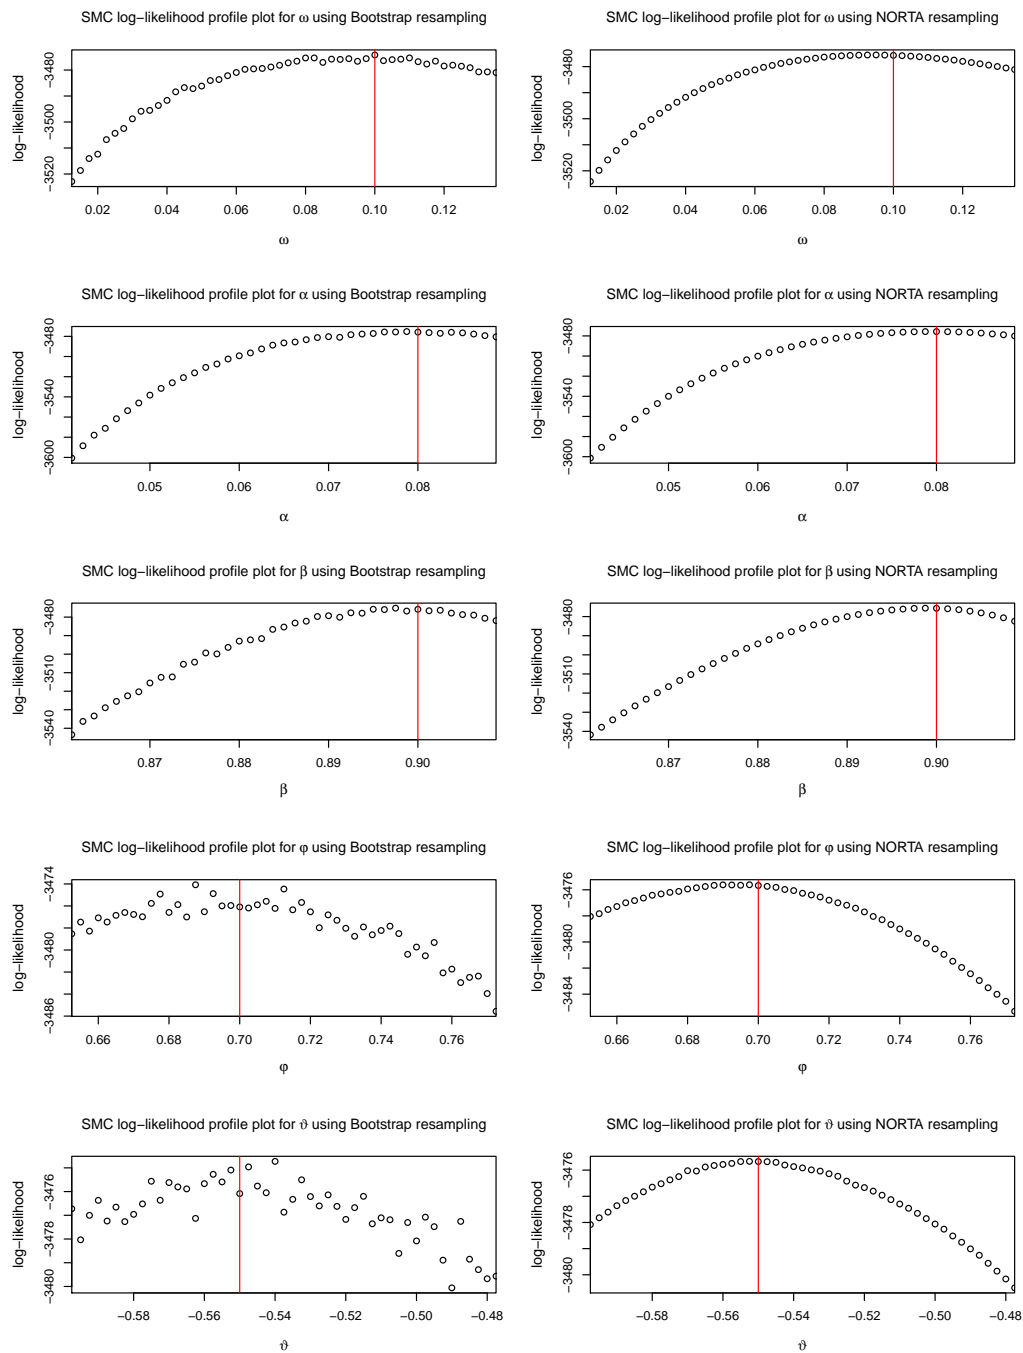 SMC log−likelihood profile plot for ω using Bootstrap resampling
log−likelihood
−3480
−3500
−3520
0.02 0.04 0.06 0.08 0.10 0.12
ω
SMC log−likelihood profile plot for ω using NORTA resampling
log−likelihood
−3480
−3500
−3520
0.02 0.04 0.06 0.08 0.10 0.12
ω
SMC log−likelihood profile plot for α using Bootstrap resampling
log−likelihood
−3480
−3540
−3600
0.05 0.06 0.07 0.08
α
SMC log−likelihood profile plot for α using NORTA resampling
log−likelihood
−3480
−3540
−3600
0.05 0.06 0.07 0.08
α
SMC log−likelihood profile plot for β using Bootstrap resampling
log−likelihood
−3480
−3510
−3540
0.87 0.88 0.89 0.90
β
SMC log−likelihood profile plot for β using NORTA resampling
log−likelihood
−3480
−3510
−3540
0.87 0.88 0.89 0.90
β
SMC log−likelihood profile plot for φ using Bootstrap resampling
log−likelihood
−3474
−3480
−3486
0.66 0.68 0.70 0.72 0.74 0.76
φ
SMC log−likelihood profile plot for φ using NORTA resampling
log−likelihood
−3476
−3480
−3484
0.66 0.68 0.70 0.72 0.74 0.76
φ
SMC log−likelihood profile plot for ϑ using Bootstrap resampling
log−likelihood
−3476
−3478
−3480
−0.58 −0.56 −0.54 −0.52 −0.50 −0.48
ϑ
SMC log−likelihood profile plot for ϑ using NORTA resampling
log−likelihood
−3476
−3478
−3480
−0.58 −0.56 −0.54 −0.52 −0.50 −0.48
ϑ